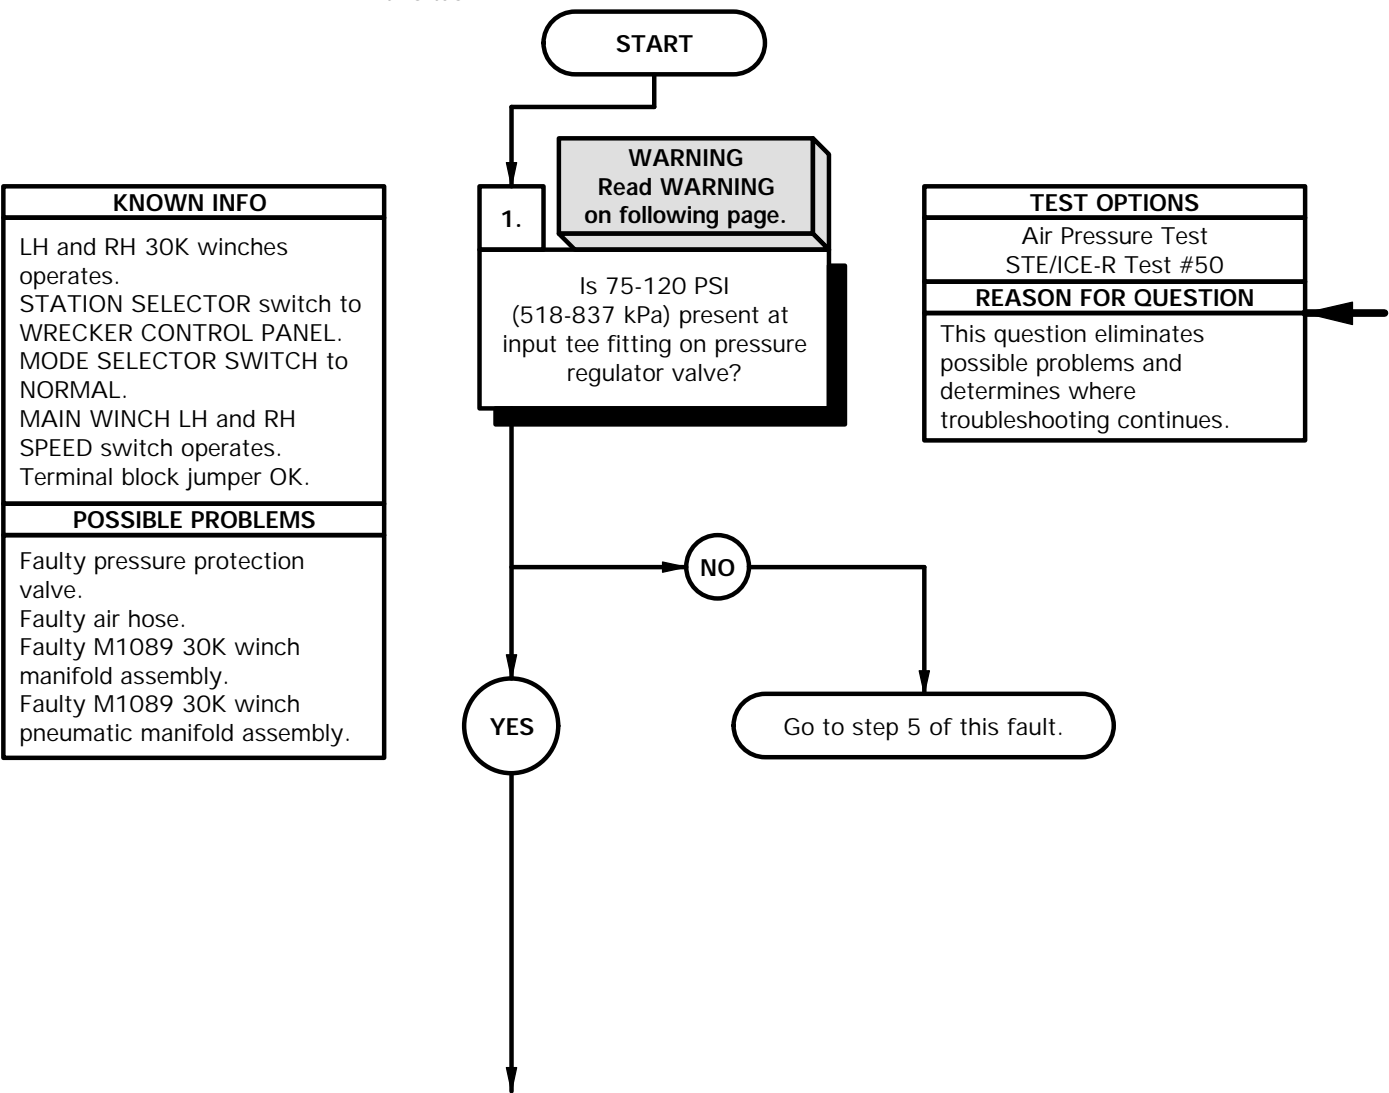 START
WARNING
Read WARNING
on following page.
1.
Is 75-120 PSI
(518-837 kPa) present at
input tee fitting on pressure
regulator valve?
KNOWN INFO
LH and RH 30K winches
operates.
STATION SELECTOR switch to
WRECKER CONTROL PANEL.
MODE SELECTOR SWITCH to
NORMAL.
MAIN WINCH LH and RH
SPEED switch operates.
Terminal block jumper OK.
POSSIBLE PROBLEMS
Faulty pressure protection
valve.
Faulty air hose.
Faulty M1089 30K winch
manifold assembly.
Faulty M1089 30K winch
pneumatic manifold assembly.
TEST OPTIONS
Air Pressure Test
STE/ICE-R Test #50
REASON FOR QUESTION
This question eliminates
possible problems and
determines where
troubleshooting continues.
NO
YES
Go to step 5 of this fault.